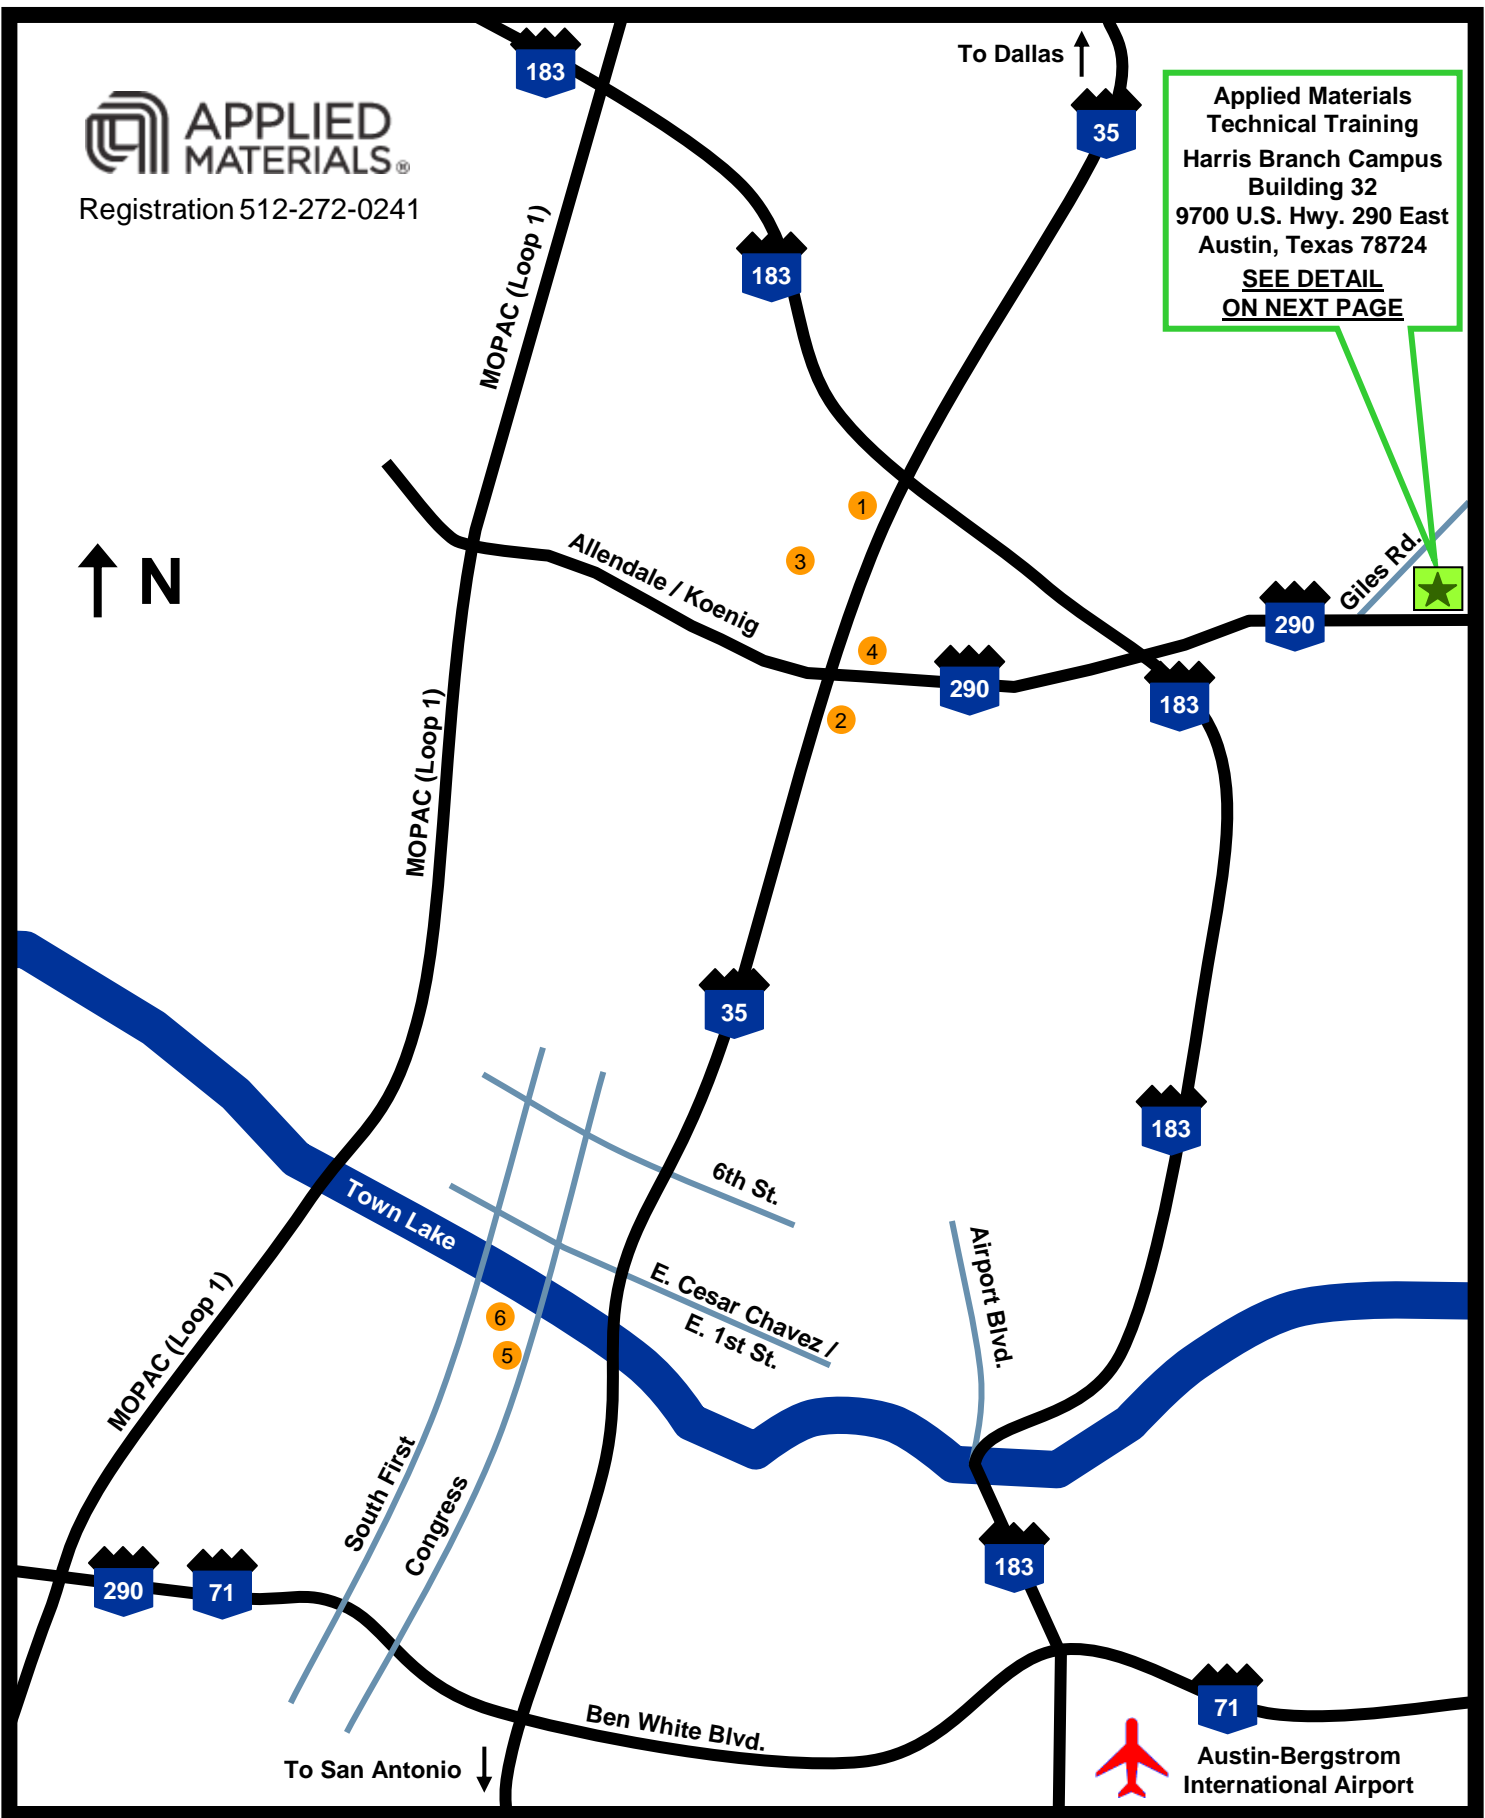 183
To Dallas
35
APPLIED
MATERIALS®
Registration 512-272-0241
Applied Materials
Technical Training
Harris Branch Campus
Building 32
9700 U.S. Hwy. 290 East
Austin, Texas 78724
SEE DETAIL
ON NEXT PAGE
MOPAC (Loop 1)
183
1
3
Allendale / Koenig
N
Giles Rd.
290
4
290
183
2
MOPAC (Loop 1)
35
183
6th St.
Town Lake
E. Cesar Chavez /
E. 1st St.
Airport Blvd.
6
5
MOPAC (Loop 1)
South First
Congress
183
290
71
71
Ben White Blvd.
To San Antonio
Austin-Bergstrom
International Airport